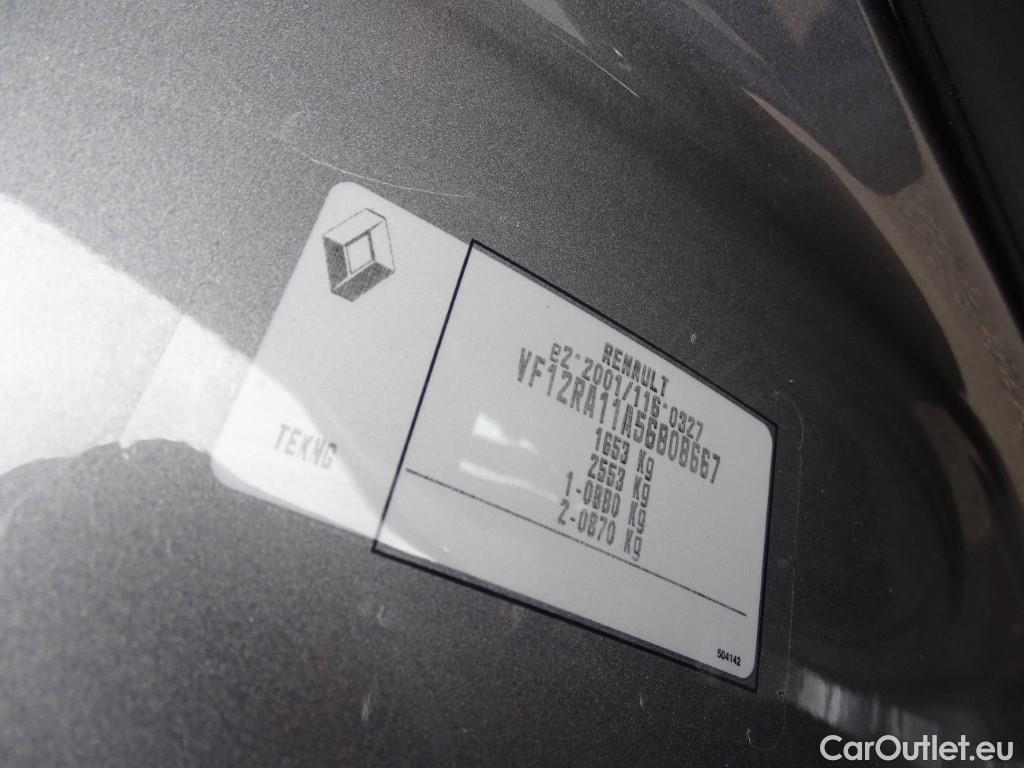 RENAULT
e2*2001/116*0327
VF12RA11A56808667
1653 Kg
2553 Kg
1-0880 Kg
2-0870 Kg
TEKNG
504142
CarOutlet.eu